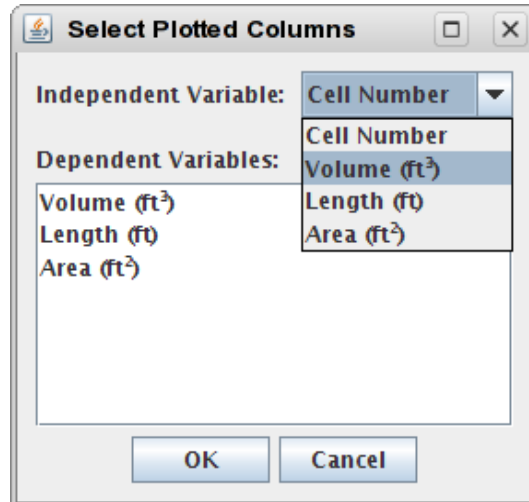 Select Plotted Columns
Independent Variable: Cell Number
Cell Number
Dependent Variables:
Volume (ft³)
Length (ft)
Area (ft²)
Volume (ft³)
Length (ft)
Area (ft²)
OK Cancel